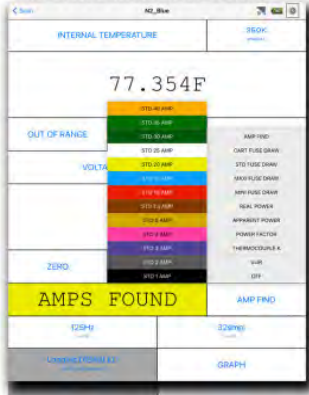 Scan
N2_Blue
INTERNAL TEMPERATURE
350K
77.354F
OUT OF RANGE
VOLTA
STD 40 AMP
STD 35 AMP
STD 30 AMP
STD 25 AMP
STD 20 AMP
STD 15 AMP
STD 10 AMP
STD 7.5 AMP
STD 5 AMP
STD 3 AMP
STD 2 AMP
STD 1 AMP
AMP FIND
CART FUSE DRAW
STD FUSE DRAW
MAXI FUSE DRAW
MINI FUSE DRAW
REAL POWER
APPARENT POWER
POWER FACTOR
THERMOCOUPLE K
OFF
ZERO
AMPS FOUND
AMP FIND
125Hz
32smpl
GRAPH